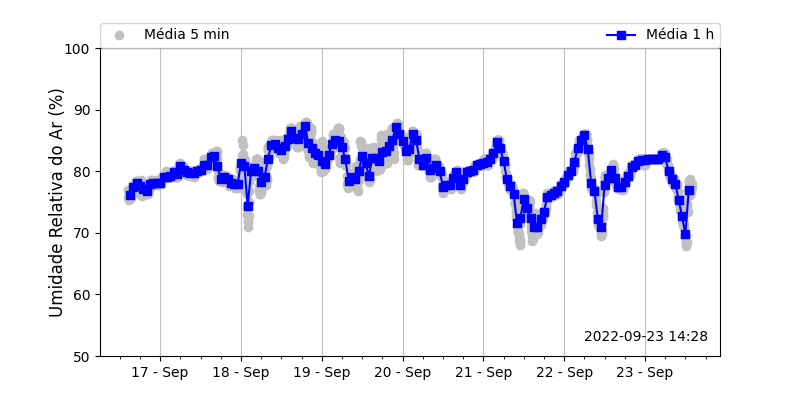 Média 5 min
Média 1 h
Umidade Relativa do Ar (%)
100
90
80
70
60
50
2022-09-23 14:28
17 - Sep
18 - Sep
19 - Sep
20 - Sep
21 - Sep
22 - Sep
23 - Sep